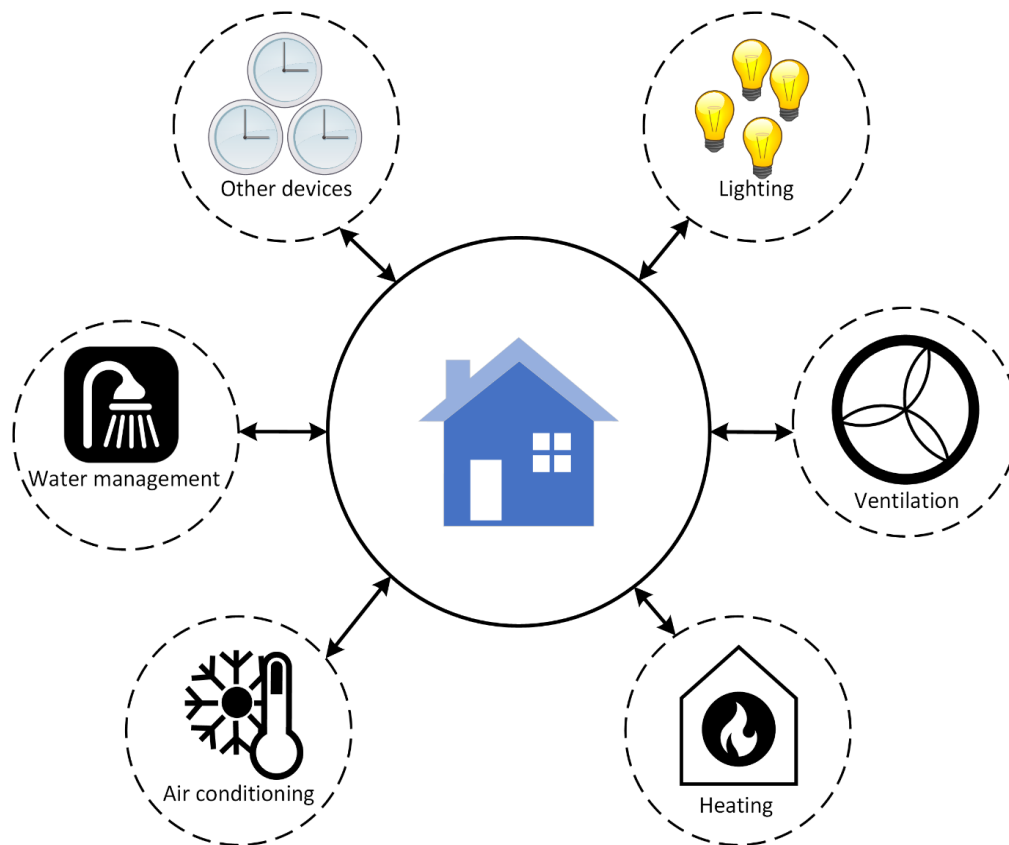 Other devices
Lighting
Water management
Ventilation
Air conditioning
Heating